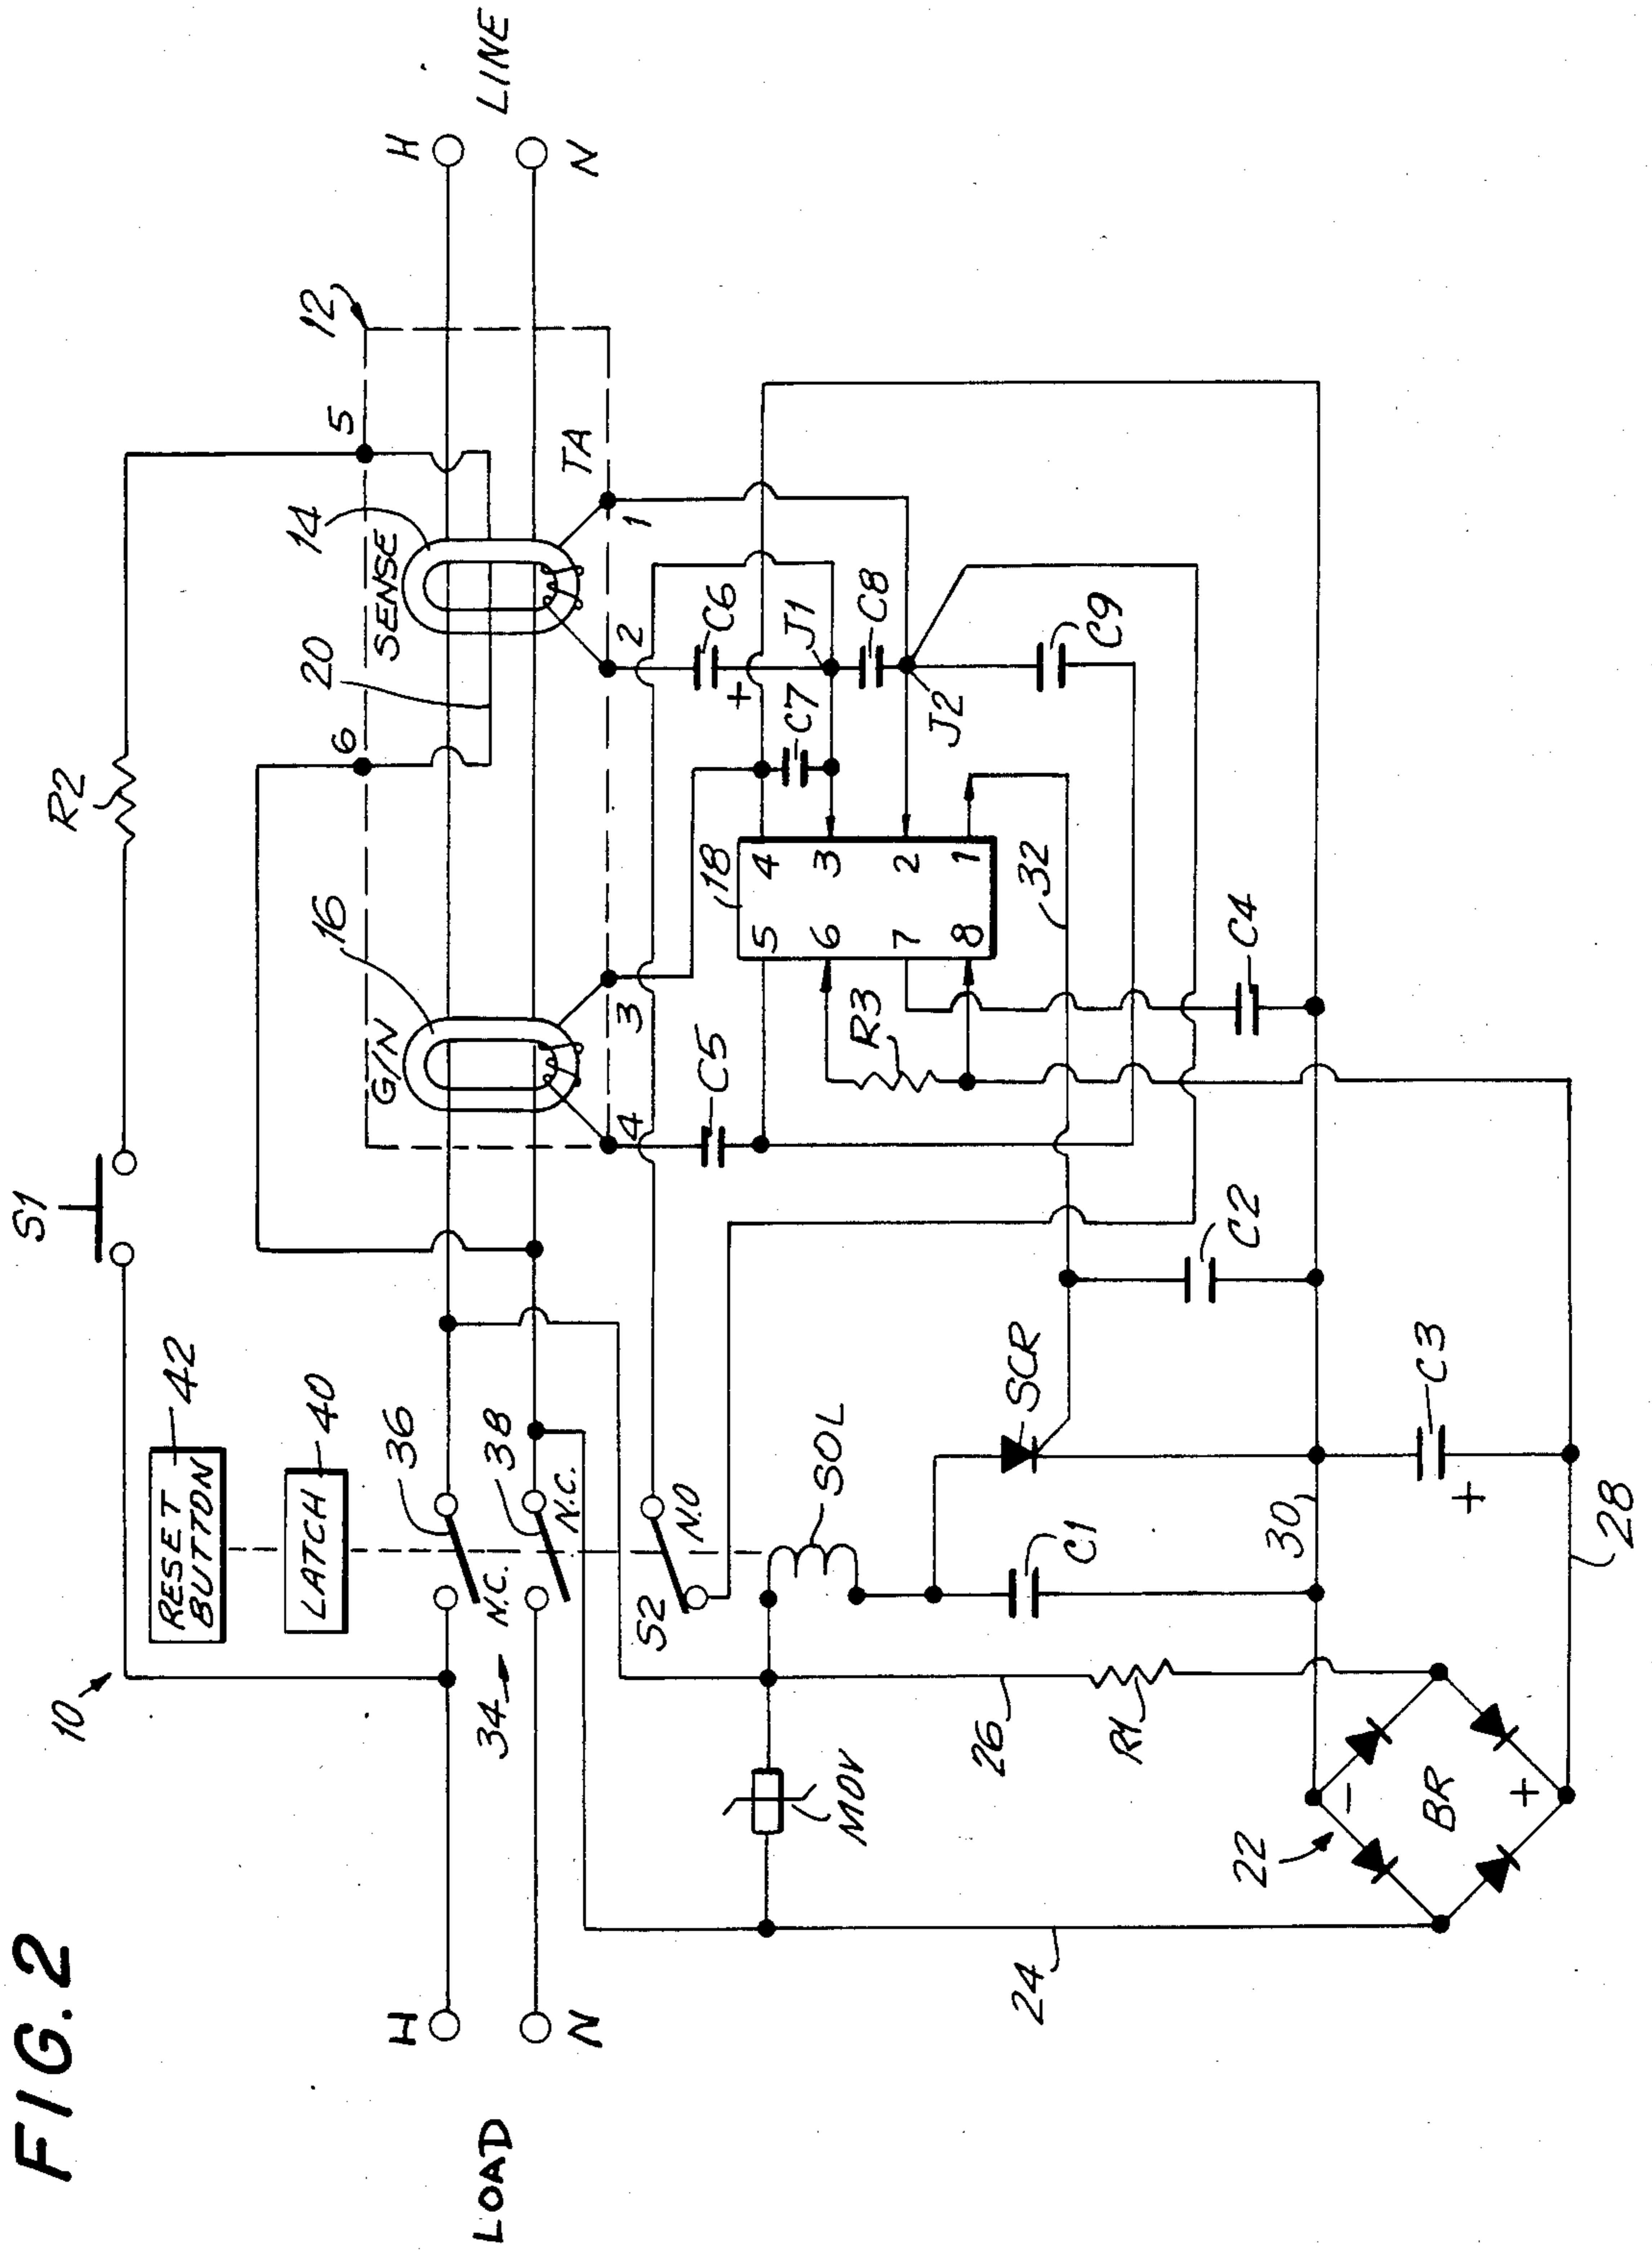 FIG. 2
10
S1
R2
RESET
BUTTON
42
LATCH
40
6
5
12
G/N
16
SENSE
14
20
H
H
LINE
LOAD
36
N.C.
34
38
N.C.
N
N
4
3
2
1
TA
S2
N.O
C5
C6
+
C7
J1
C8
J2
C9
18
5
4
6
3
7
2
8
1
R3
32
MOV
SOL
SCR
C1
C2
C4
26
R1
24
30
22
-
BR
+
C3
+
28